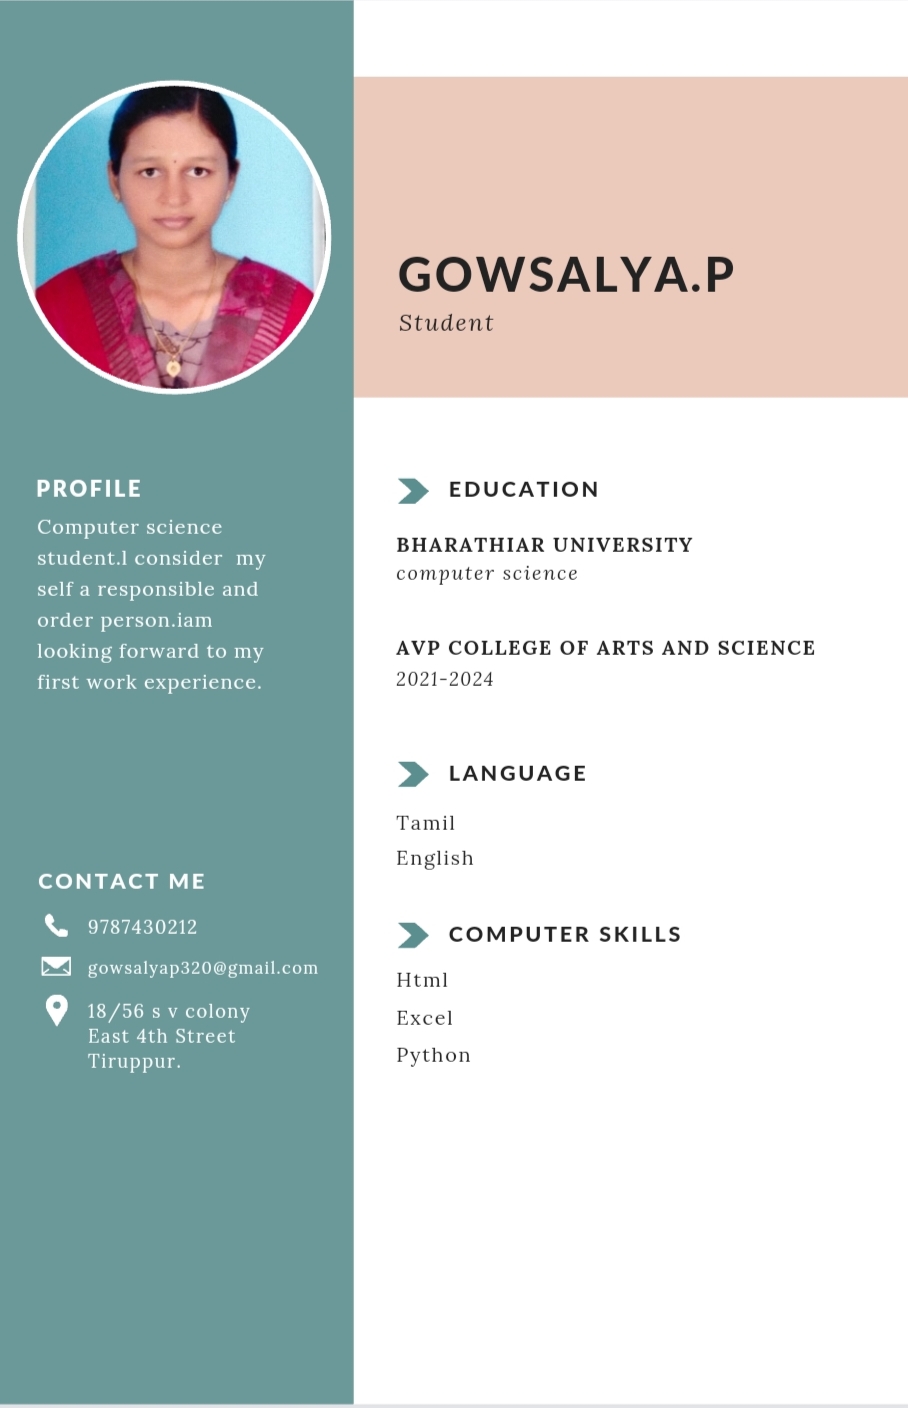 GOWSALYA.P
Student
PROFILE
Computer science
student.l consider  my
self a responsible and
order person.iam
looking forward to my
first work experience.
CONTACT ME
9787430212
gowsalyap320@gmail.com
18/56 s v colony
East 4th Street
Tiruppur.
EDUCATION
BHARATHIAR UNIVERSITY
computer science
AVP COLLEGE OF ARTS AND SCIENCE
2021-2024
LANGUAGE
Tamil
English
COMPUTER SKILLS
Html
Excel
Python